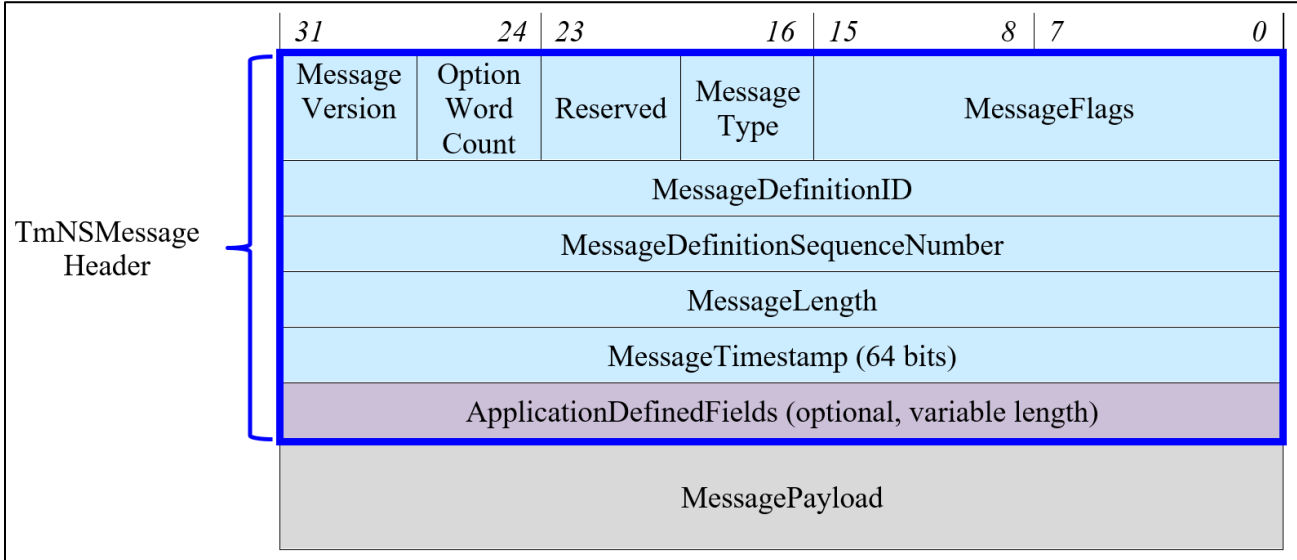 31 24 23 16 15 8 7 0
Message Version
Option Word Count
Reserved
Message Type
MessageFlags
MessageDefinitionID
MessageDefinitionSequenceNumber
TmNSMessage Header
MessageLength
MessageTimestamp (64 bits)
ApplicationDefinedFields (optional, variable length)
MessagePayload